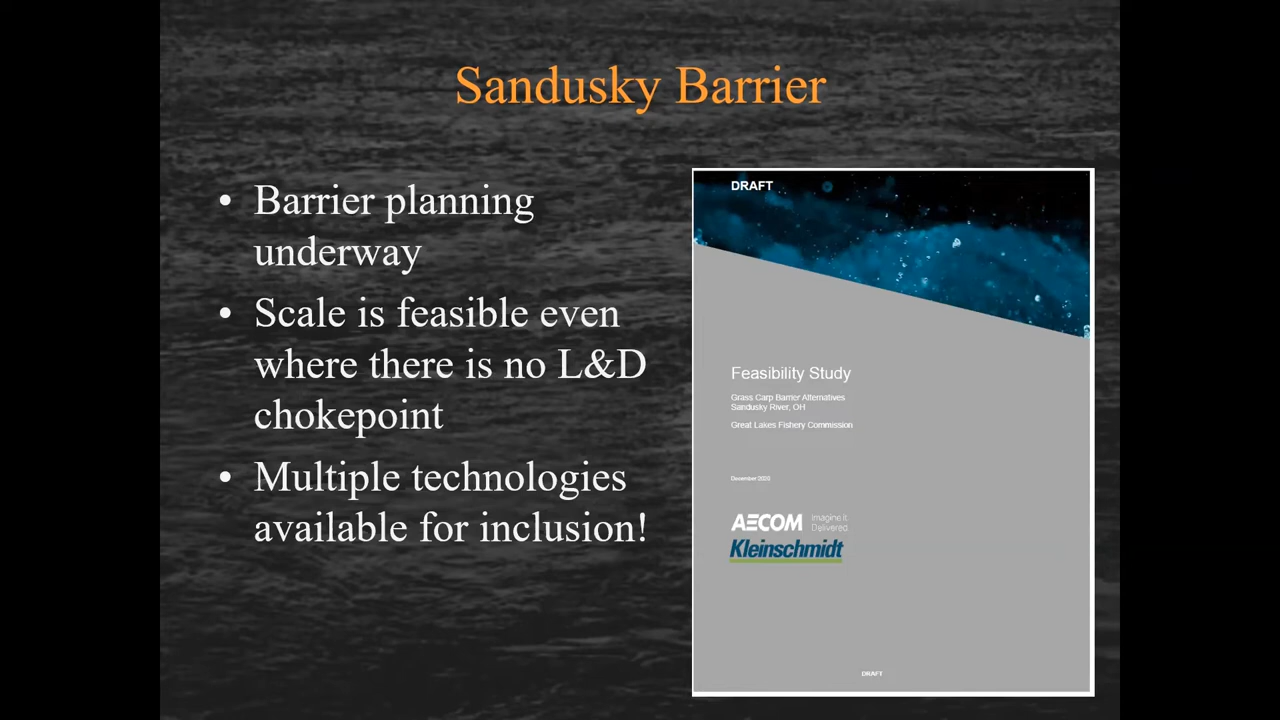 Sandusky Barrier
• Barrier planning
underway
• Scale is feasible even
where there is no L&D
chokepoint
• Multiple technologies
available for inclusion!
DRAFT
Feasibility Study
Grass Carp Barrier Alternatives
Sandusky River, OH
Great Lakes Fishery Commission
December 2020
AECOM Imagine it
Delivered
Kleinschmidt
DRAFT